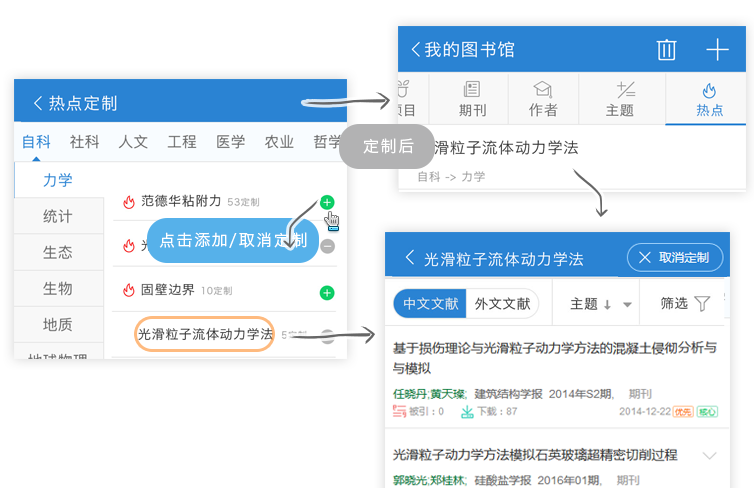 热点定制
自科 社科 人文 工程 医学 农业 哲学
力学
统计
生态
生物
地质
地球物理
范德华粘附力 53定制
光
点击添加/取消定制
固壁边界 10定制
光滑粒子流体动力学法 5定制
定制后
我的图书馆
项目 期刊 作者 主题 热点
滑粒子流体动力学法
自科 -> 力学
光滑粒子流体动力学法 取消定制
中文文献 外文文献 主题 筛选
基于损伤理论与光滑粒子动力学方法的混凝土侵彻分析与
与模拟
任晓丹;黄天璨; 建筑结构学报 2014年S2期, 期刊
被引：0 下载：87 2014-12-22 优先 核心
光滑粒子动力学方法模拟石英玻璃超精密切削过程
郭晓光;郑桂林; 硅酸盐学报 2016年01期, 期刊